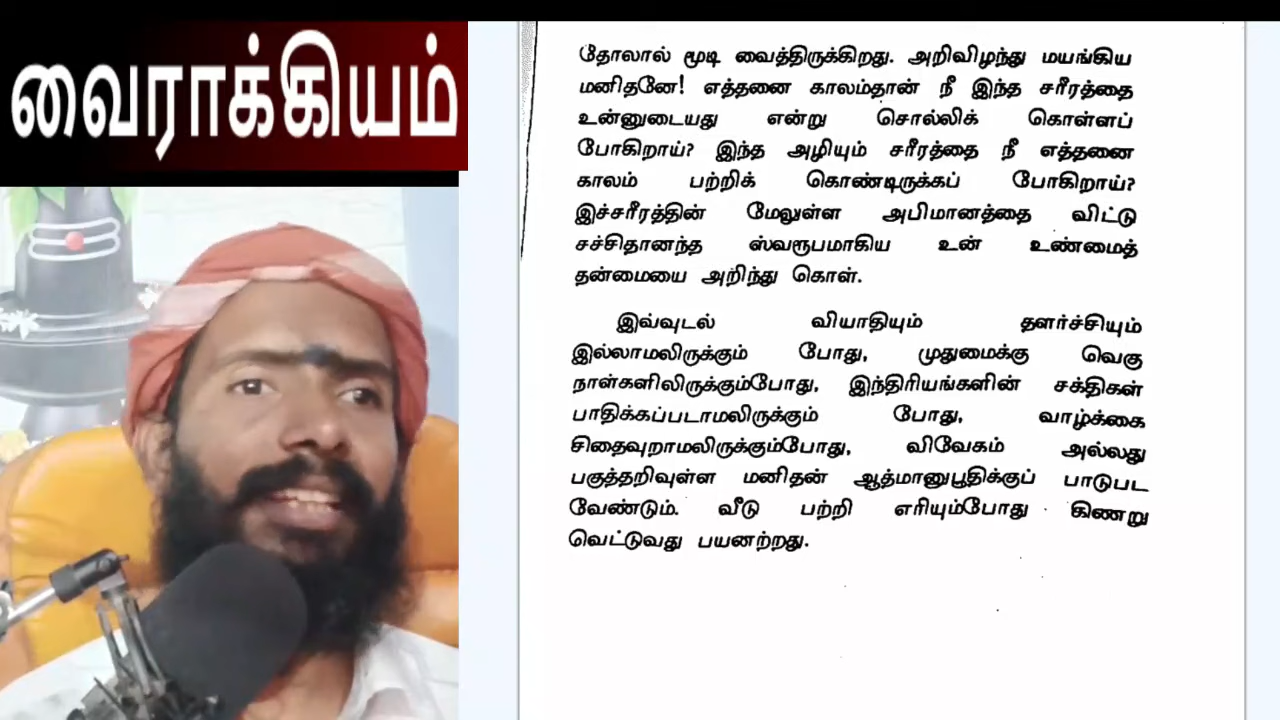 வைராக்கியம்
தோலால் மூடி வைத்திருக்கிறது. அறிவிழந்து மயங்கிய
மனிதனே! எத்தனை காலம்தான் நீ இந்த சரீரத்தை
உன்னுடையது என்று சொல்லிக் கொள்ளப்
போகிறாய்? இந்த அழியும் சரீரத்தை நீ எத்தனை
காலம் பற்றிக் கொண்டிருக்கப் போகிறாய்?
இச்சரீரத்தின் மேலுள்ள அபிமானத்தை விட்டு
சச்சிதானந்த ஸ்வரூபமாகிய உன் உண்மைத்
தன்மையை அறிந்து கொள்.
இவ்வுடல் வியாதியும் தளர்ச்சியும்
இல்லாமலிருக்கும் போது, முதுமைக்கு வெகு
நாள்களிலிருக்கும்போது, இந்திரியங்களின் சக்திகள்
பாதிக்கப்படாமலிருக்கும் போது, வாழ்க்கை
சிதைவுறாமலிருக்கும்போது, விவேகம் அல்லது
பகுத்தறிவுள்ள மனிதன் ஆத்மானுபூதிக்குப் பாடுபட
வேண்டும். வீடு பற்றி எரியும்போது கிணறு
வெட்டுவது பயனற்றது.